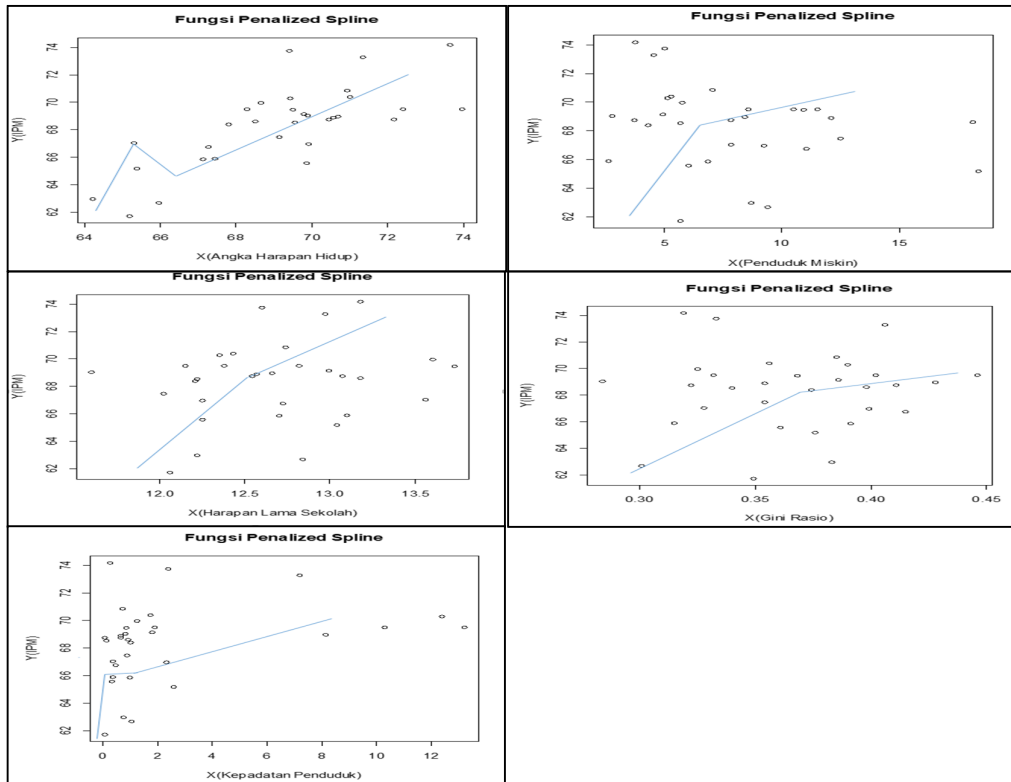 Fungsi Penalized Spline
Y(IPM)
62 64 66 68 70 72 74
64 66 68 70 72 74
X(Angka Harapan Hidup)
Fungsi Penalized Spline
Y(IPM)
62 64 66 68 70 72 74
5 10 15
X(Penduduk Miskin)
Fungsi Penalized Spline
Y(IPM)
62 64 66 68 70 72 74
12.0 12.5 13.0 13.5
X(Harapan Lama Sekolah)
Fungsi Penalized Spline
Y(IPM)
62 64 66 68 70 72 74
0.30 0.35 0.40 0.45
X(Gini Rasio)
Fungsi Penalized Spline
Y(IPM)
62 64 66 68 70 72 74
0 2 4 6 8 10 12
X(Kepadatan Penduduk)